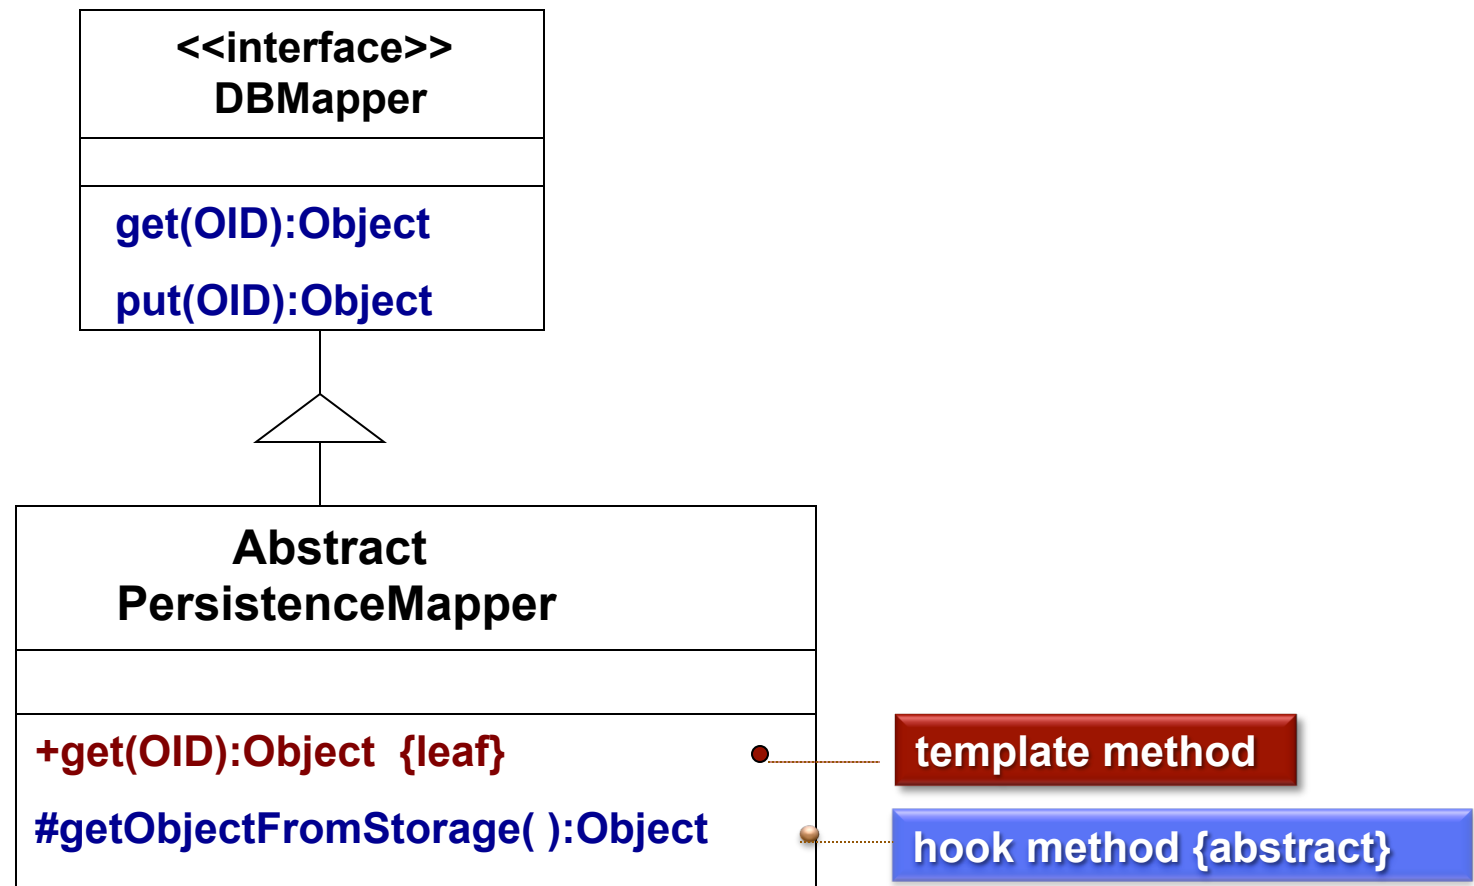 <<interface>>
DBMapper
get(OID):Object
put(OID):Object
Abstract
PersistenceMapper
+get(OID):Object {leaf}
template method
#getObjectFromStorage( ):Object
hook method {abstract}